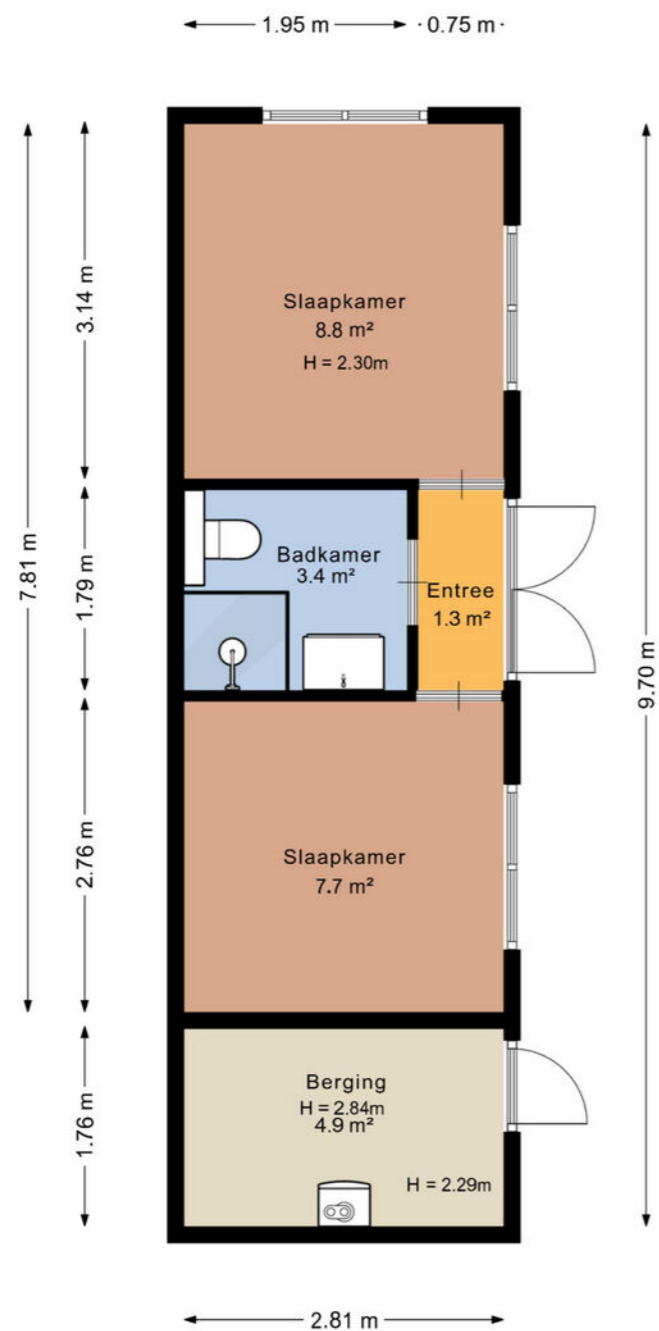 1.95 m
0.75 m
3.14 m
Slaapkamer
8.8 m²
H = 2.30m
7.81 m
1.79 m
Badkamer
3.4 m²
Entree
1.3 m²
9.70 m
2.76 m
Slaapkamer
7.7 m²
1.76 m
Berging
H = 2.84m
4.9 m²
H = 2.29m
2.81 m